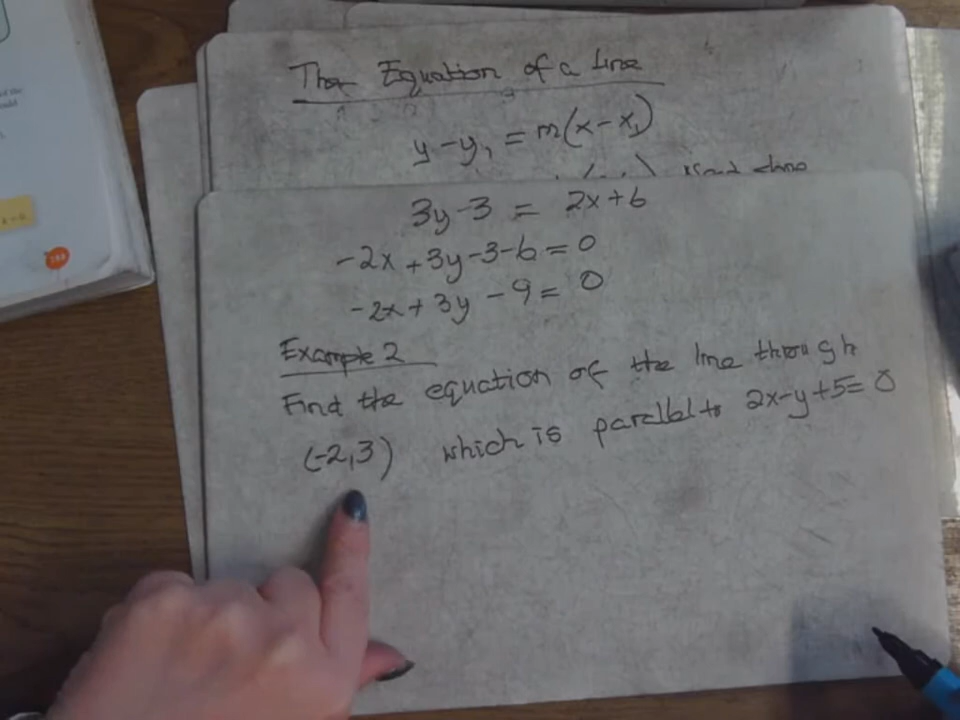 The Equation of a Line
y-y₁ = m(x-x₁)
3y-3 = 2x+6
-2x+3y-3-6=0
-2x+3y-9=0
Example 2
Find the equation of the line through
(-2,3) which is parallel to 2x-y+5=0